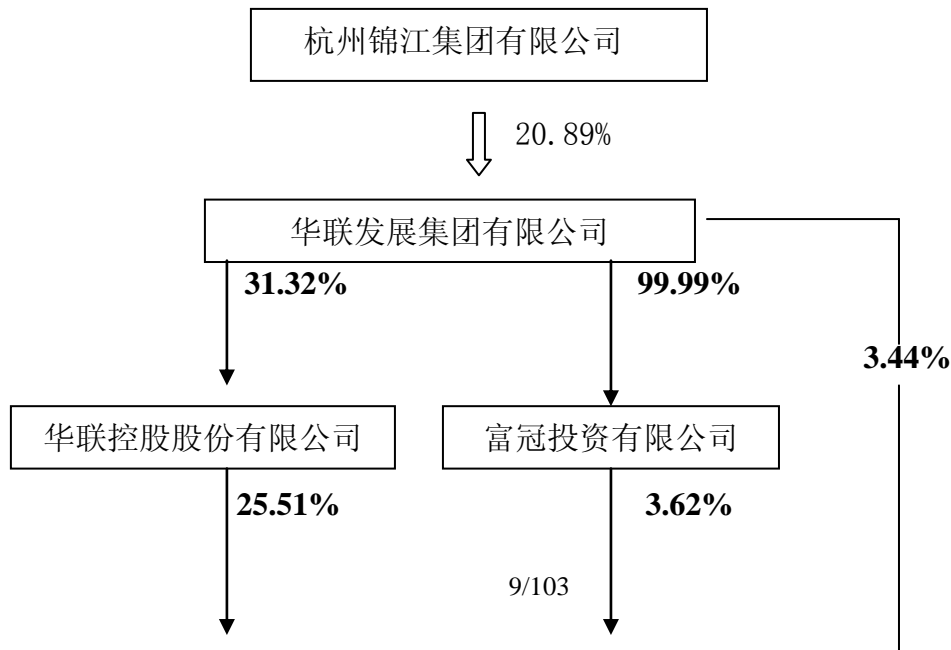 杭州锦江集团有限公司
20.89%
华联发展集团有限公司
31.32%
99.99%
3.44%
华联控股股份有限公司
富冠投资有限公司
25.51%
3.62%
9/103